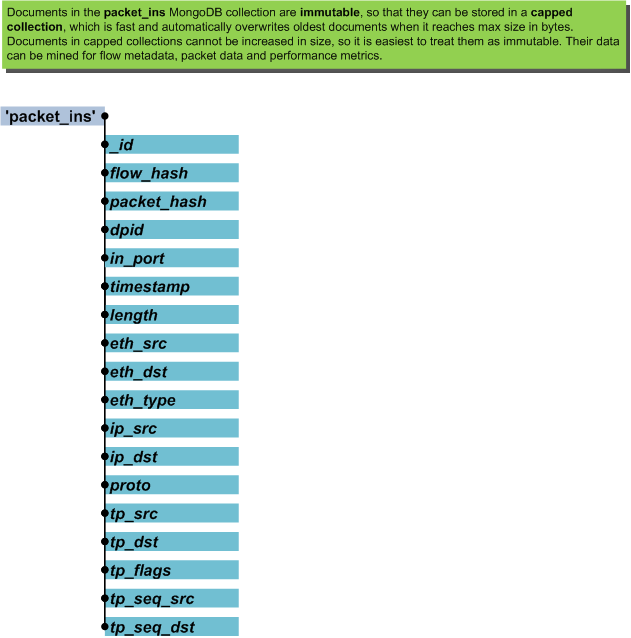 Documents in the packet_ins MongoDB collection are immutable, so that they can be stored in a capped
collection, which is fast and automatically overwrites oldest documents when it reaches max size in bytes.
Documents in capped collections cannot be increased in size, so it is easiest to treat them as immutable. Their data
can be mined for flow metadata, packet data and performance metrics.
'packet_ins'
_id
flow_hash
packet_hash
dpid
in_port
timestamp
length
eth_src
eth_dst
eth_type
ip_src
ip_dst
proto
tp_src
tp_dst
tp_flags
tp_seq_src
tp_seq_dst